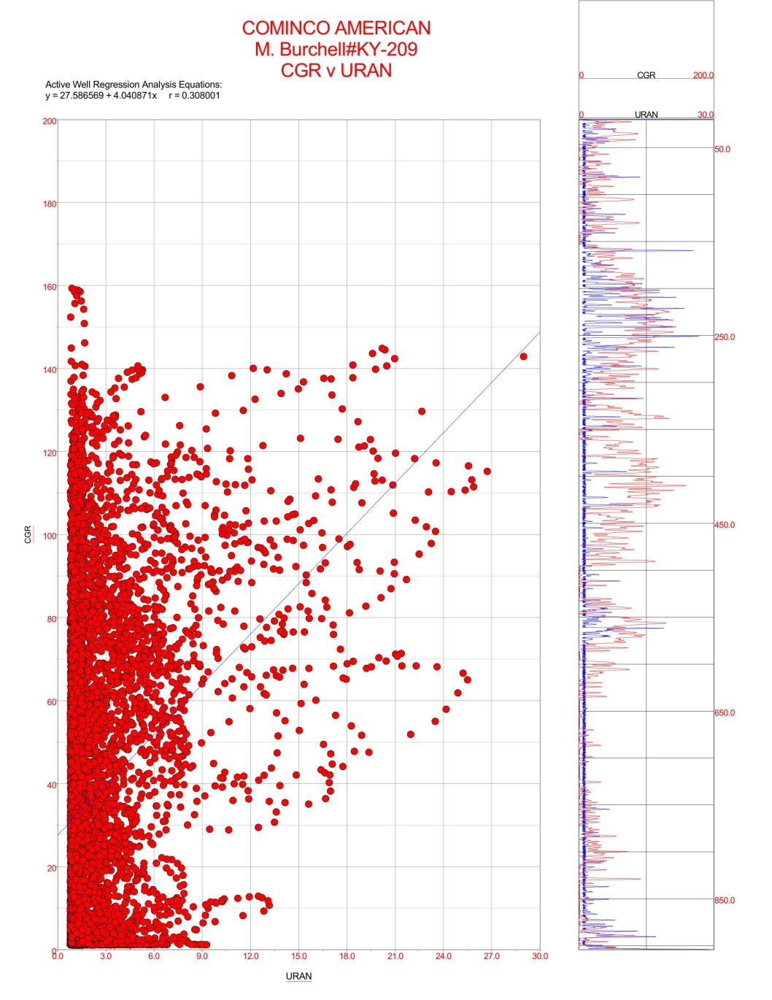 COMINCO AMERICAN
M. Burchell#KY-209
CGR v URAN
Active Well Regression Analysis Equations:
y = 27.586569 + 4.040871x r = 0.308001
0 CGR 200.0
0 URAN 30.0
200
180
160
140
120
100
80
60
40
20
0
CGR
0.0 3.0 6.0 9.0 12.0 15.0 18.0 21.0 24.0 27.0 30.0
URAN
50.0
250.0
450.0
650.0
850.0